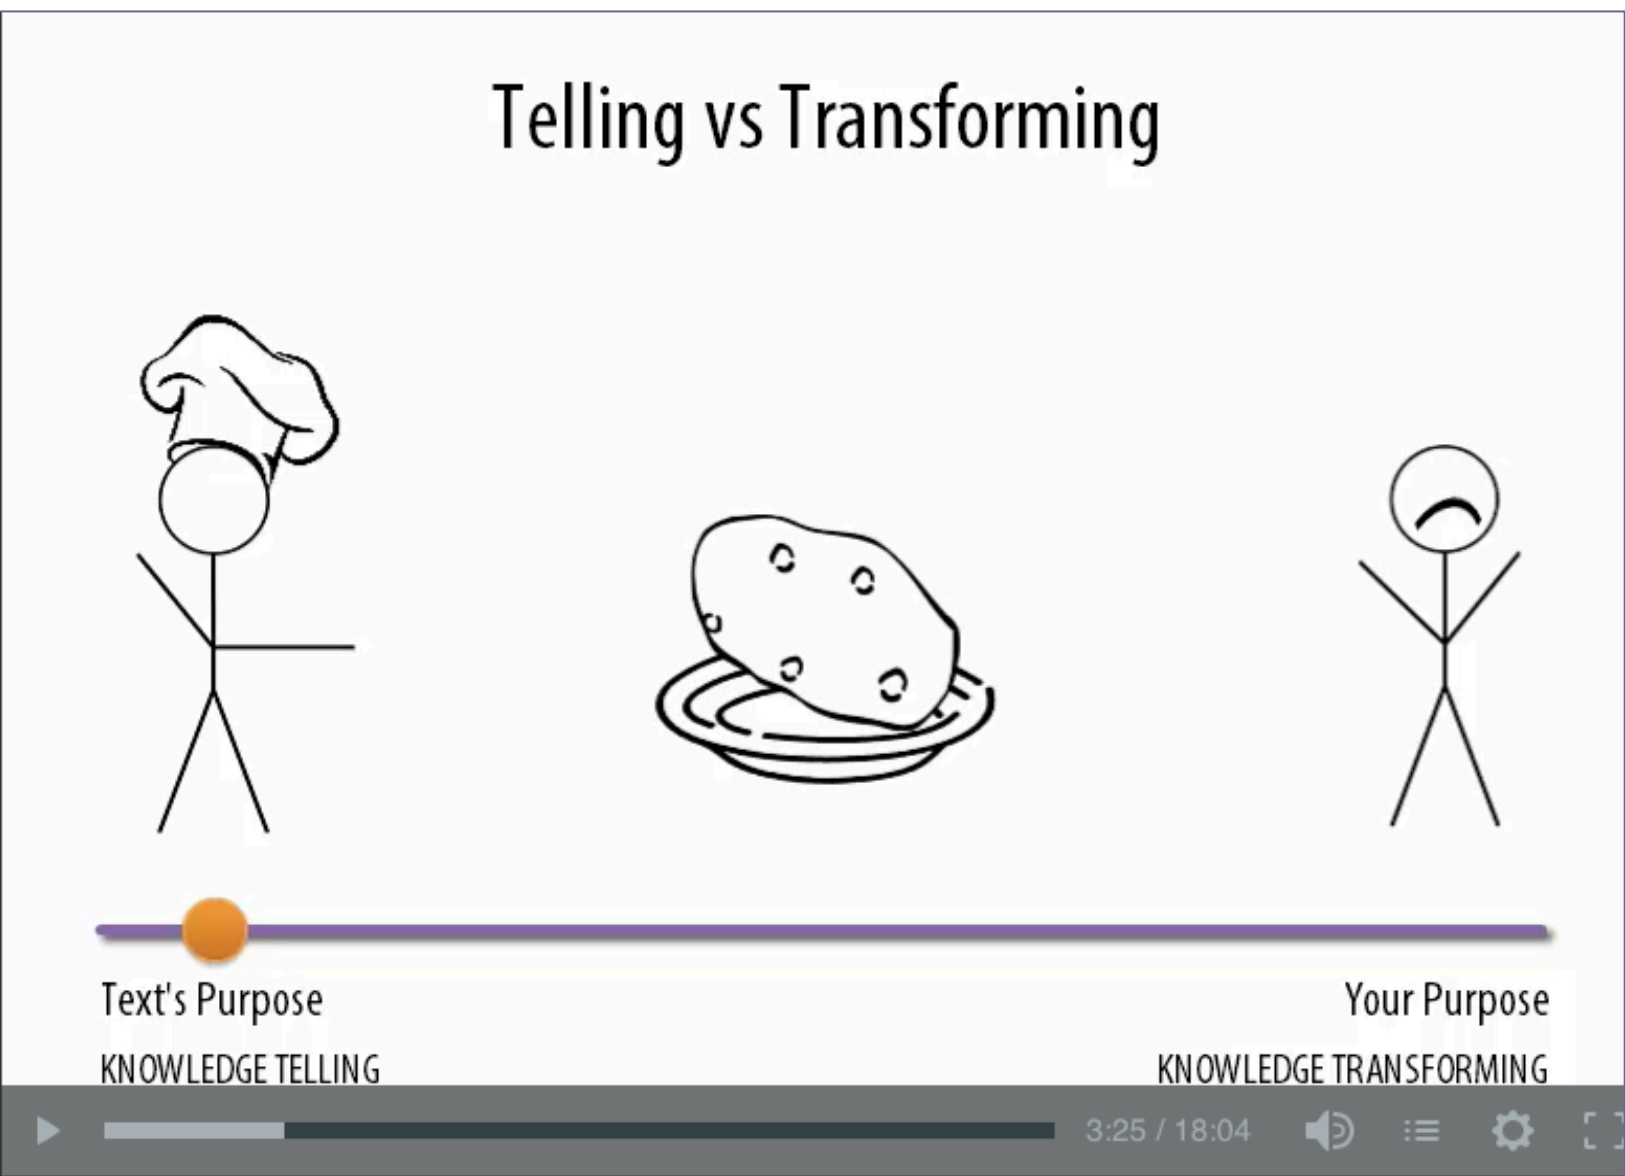 Telling vs Transforming
Text's Purpose
Your Purpose
KNOWLEDGE TELLING
KNOWLEDGE TRANSFORMING
3:25 / 18:04